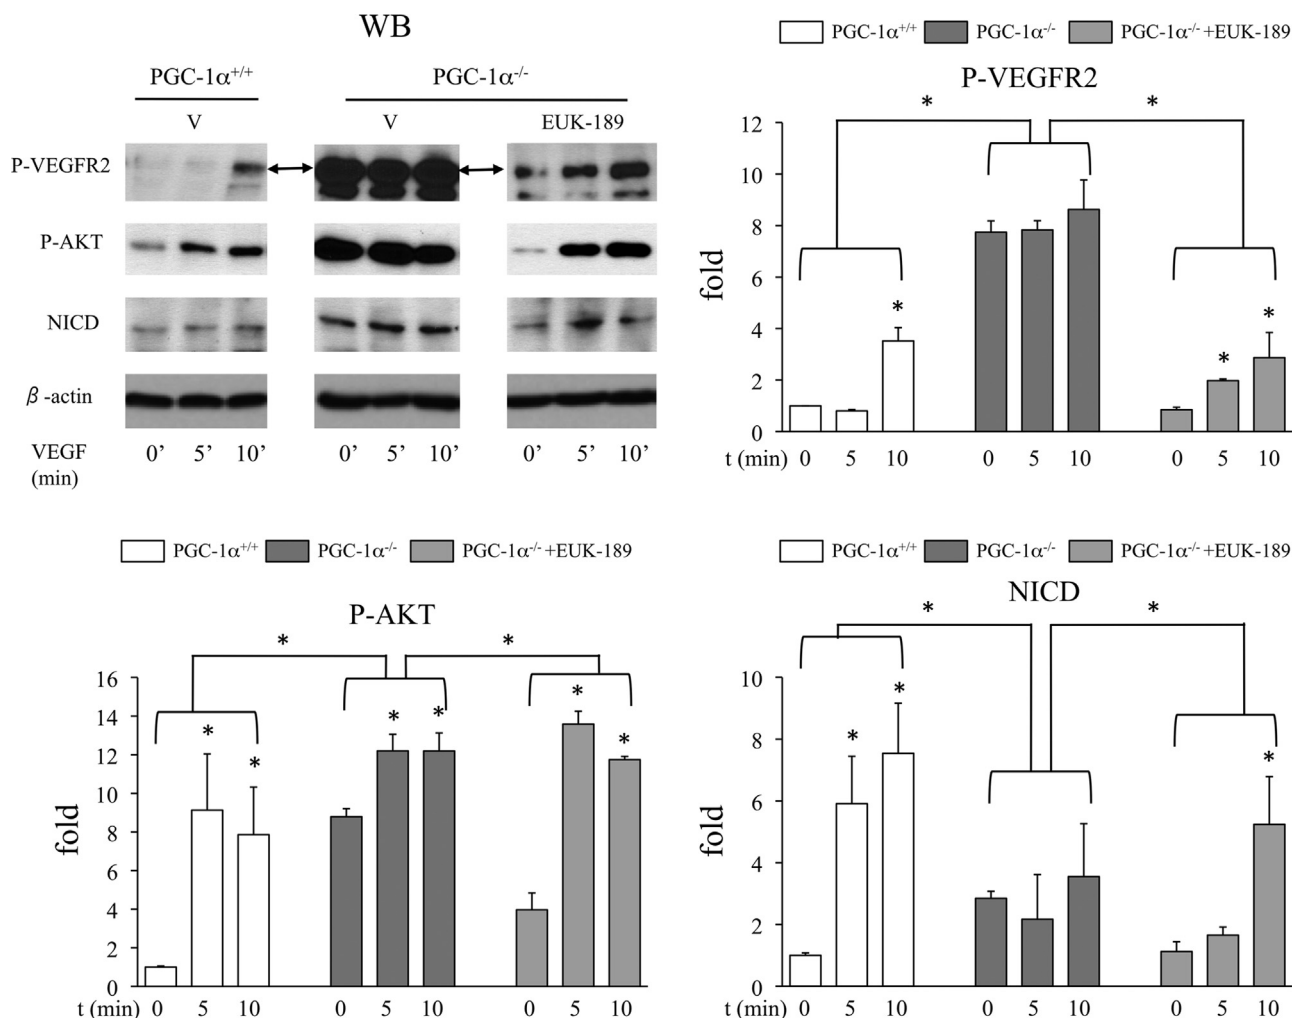 WB
PGC-1α+/+ PGC-1α-/-
V V EUK-189
P-VEGFR2
P-AKT
NICD
β-actin
VEGF 0’ 5’ 10’ 0’ 5’ 10’ 0’ 5’ 10’
(min)
PGC-1α+/+ PGC-1α-/- PGC-1α-/- +EUK-189
P-VEGFR2
* *
12
10
8
6
4
2
0
fold
* * *
t (min) 0 5 10 0 5 10 0 5 10
PGC-1α+/+ PGC-1α-/- PGC-1α-/- +EUK-189
P-AKT
* *
16
14
12
10
8
6
4
2
0
fold
* * * * * *
t (min) 0 5 10 0 5 10 0 5 10
PGC-1α+/+ PGC-1α-/- PGC-1α-/- +EUK-189
NICD
* *
10
8
6
4
2
0
fold
* * *
t (min) 0 5 10 0 5 10 0 5 10